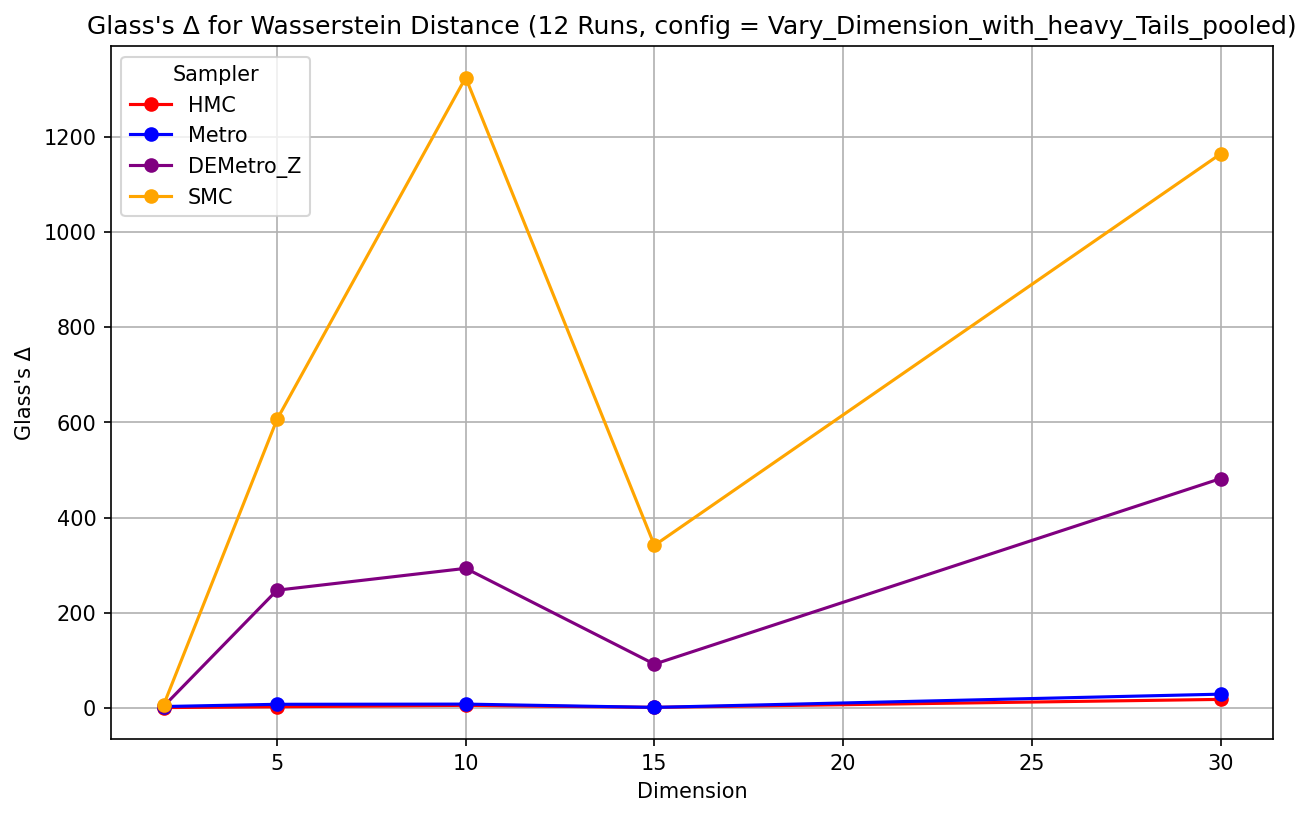 Glass's Δ for Wasserstein Distance (12 Runs, config = Vary_Dimension_with_heavy_Tails_pooled)
Sampler
HMC
Metro
DEMetro_Z
SMC
1200
1000
800
600
400
200
0
Glass's Δ
5 10 15 20 25 30
Dimension